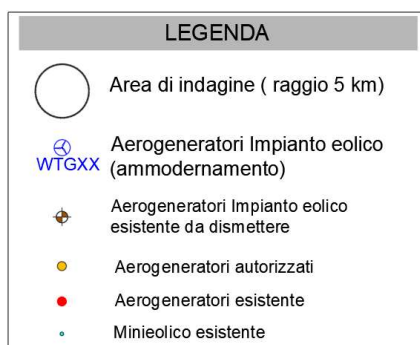 LEGENDA
Area di indagine ( raggio 5 km)
WTGXX
Aerogeneratori Impianto eolico
(ammodernamento)
Aerogeneratori Impianto eolico
esistente da dismettere
Aerogeneratori autorizzati
Aerogeneratori esistente
Minieolico esistente